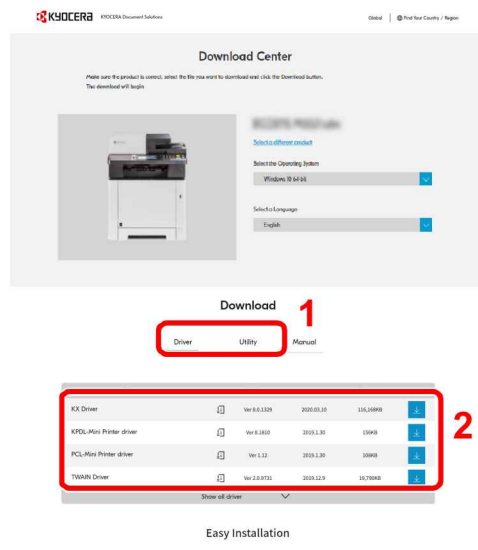 KYOCERA KYOCERA Document Solutions Global Find Your Country / Region
Download Center
Make sure the product is correct, select the file you want to download and click the Download button.
The download will begin
Select a different product
Select the Operating System
Windows 10 64-bit
Select a Language
English
Download
1
Driver Utility Manual
KX Driver Ver 8.0.1329 2020.03.10 116,168KB
KPDL-Mini Printer driver Ver 8.1810 2019.1.30 159KB
PCL-Mini Printer driver Ver 1.12 2019.1.30 108KB
TWAIN Driver Ver 2.0.9731 2019.12.9 19,798KB
2
Show all driver
Easy Installation